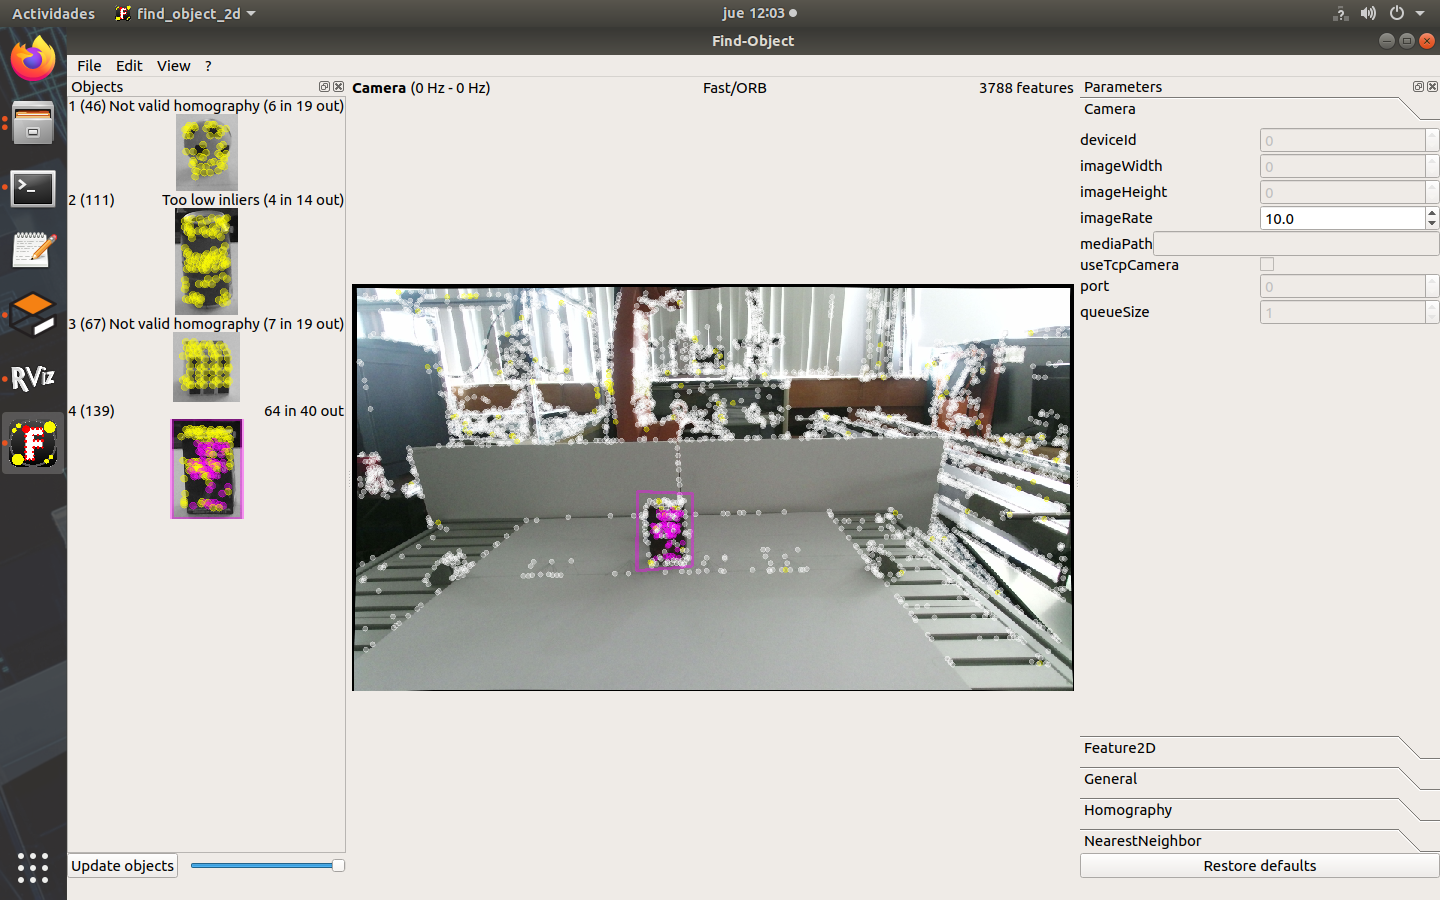 Actividades
find_object_2d
jue 12:03
Find-Object
File Edit View ?
Objects
1 (46) Not valid homography (6 in 19 out)
2 (111) Too low inliers (4 in 14 out)
3 (67) Not valid homography (7 in 19 out)
4 (139) 64 in 40 out
Update objects
Camera (0 Hz - 0 Hz) Fast/ORB 3788 features
Parameters
Camera
deviceId 0
imageWidth 0
imageHeight 0
imageRate 10.0
mediaPath
useTcpCamera
port 0
queueSize 1
Feature2D
General
Homography
NearestNeighbor
Restore defaults
RViz
F